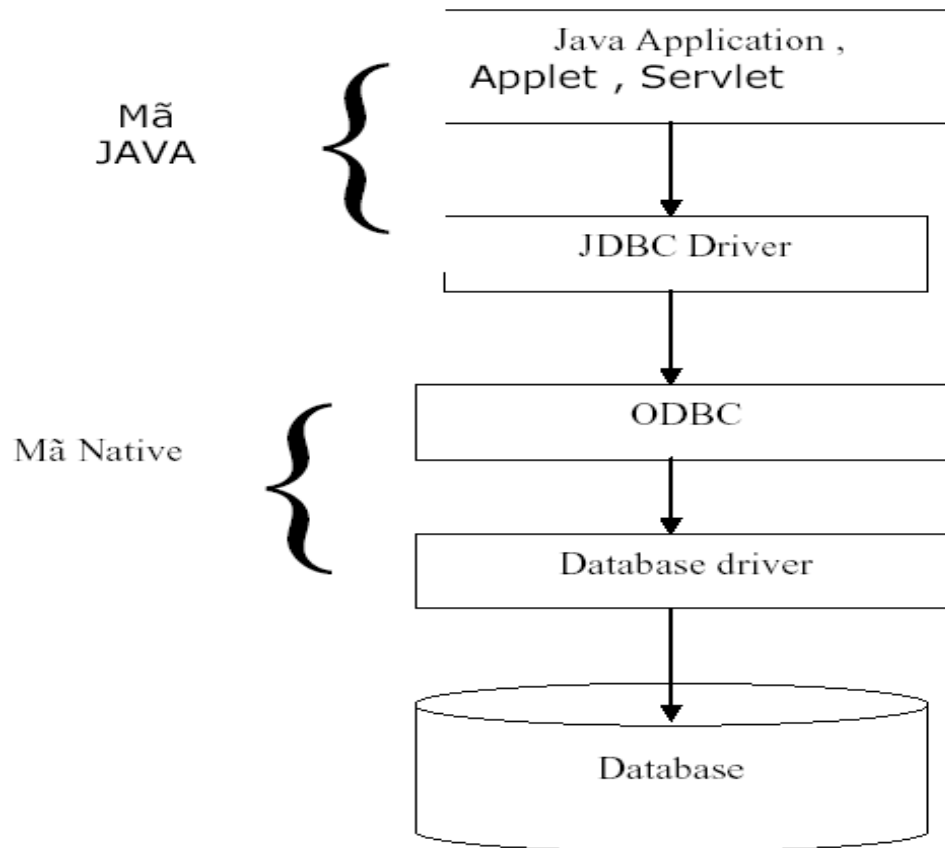 Java Application ,
Applet , Servlet
Mã
JAVA
JDBC Driver
ODBC
Mã Native
Database driver
Database